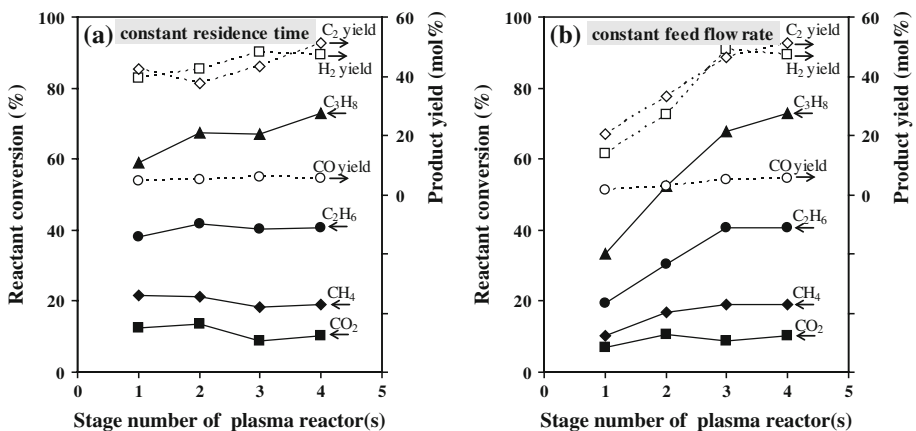 (a) constant residence time
Reactant conversion (%)
100
80
60
40
20
0
Product yield (mol%)
60
40
20
0
C₂ yield
H₂ yield
C₃H₈
CO yield
C₂H₆
CH₄
CO₂
0 1 2 3 4 5
Stage number of plasma reactor(s)
(b) constant feed flow rate
Reactant conversion (%)
100
80
60
40
20
0
Product yield (mol%)
60
40
20
0
C₂ yield
H₂ yield
C₃H₈
CO yield
C₂H₆
CH₄
CO₂
0 1 2 3 4 5
Stage number of plasma reactor(s)